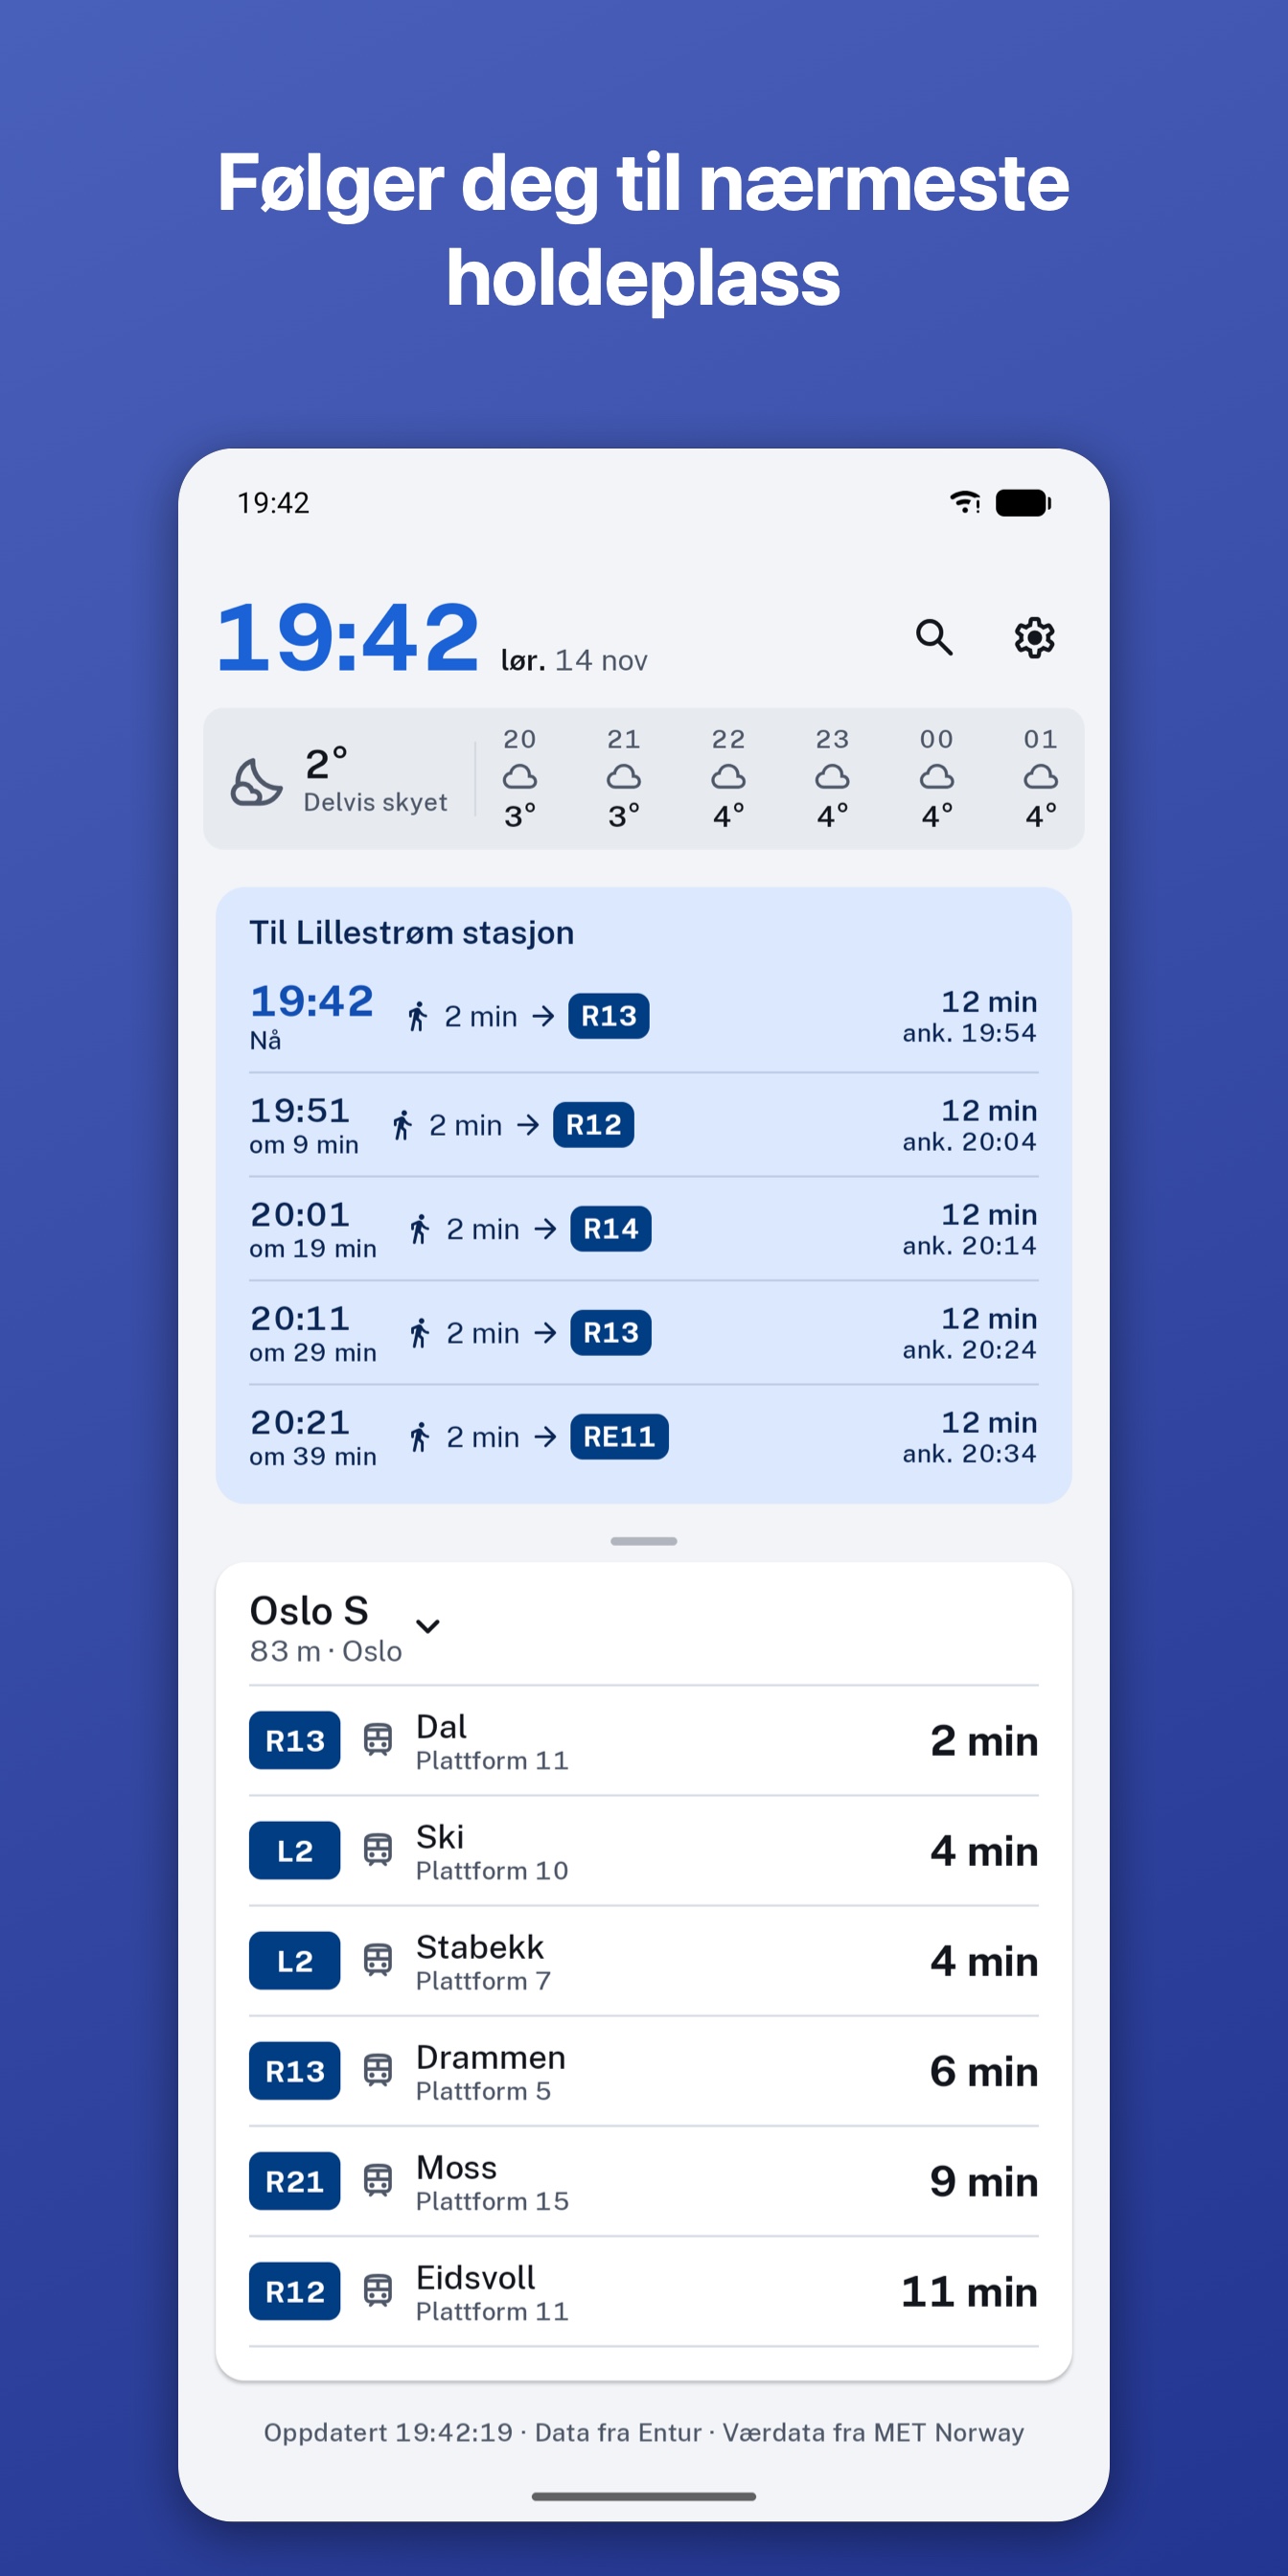 Følger deg til nærmeste
holdeplass
19:42
19:42 lør. 14 nov
2°
Delvis skyet
20 21 22 23 00 01
3° 3° 4° 4° 4° 4°
Til Lillestrøm stasjon
19:42 2 min → R13 12 min
Nå ank. 19:54
19:51 2 min → R12 12 min
om 9 min ank. 20:04
20:01 2 min → R14 12 min
om 19 min ank. 20:14
20:11 2 min → R13 12 min
om 29 min ank. 20:24
20:21 2 min → RE11 12 min
om 39 min ank. 20:34
Oslo S
83 m · Oslo
R13 Dal 2 min
Plattform 11
L2 Ski 4 min
Plattform 10
L2 Stabekk 4 min
Plattform 7
R13 Drammen 6 min
Plattform 5
R21 Moss 9 min
Plattform 15
R12 Eidsvoll 11 min
Plattform 11
Oppdatert 19:42:19 · Data fra Entur · Værdata fra MET Norway